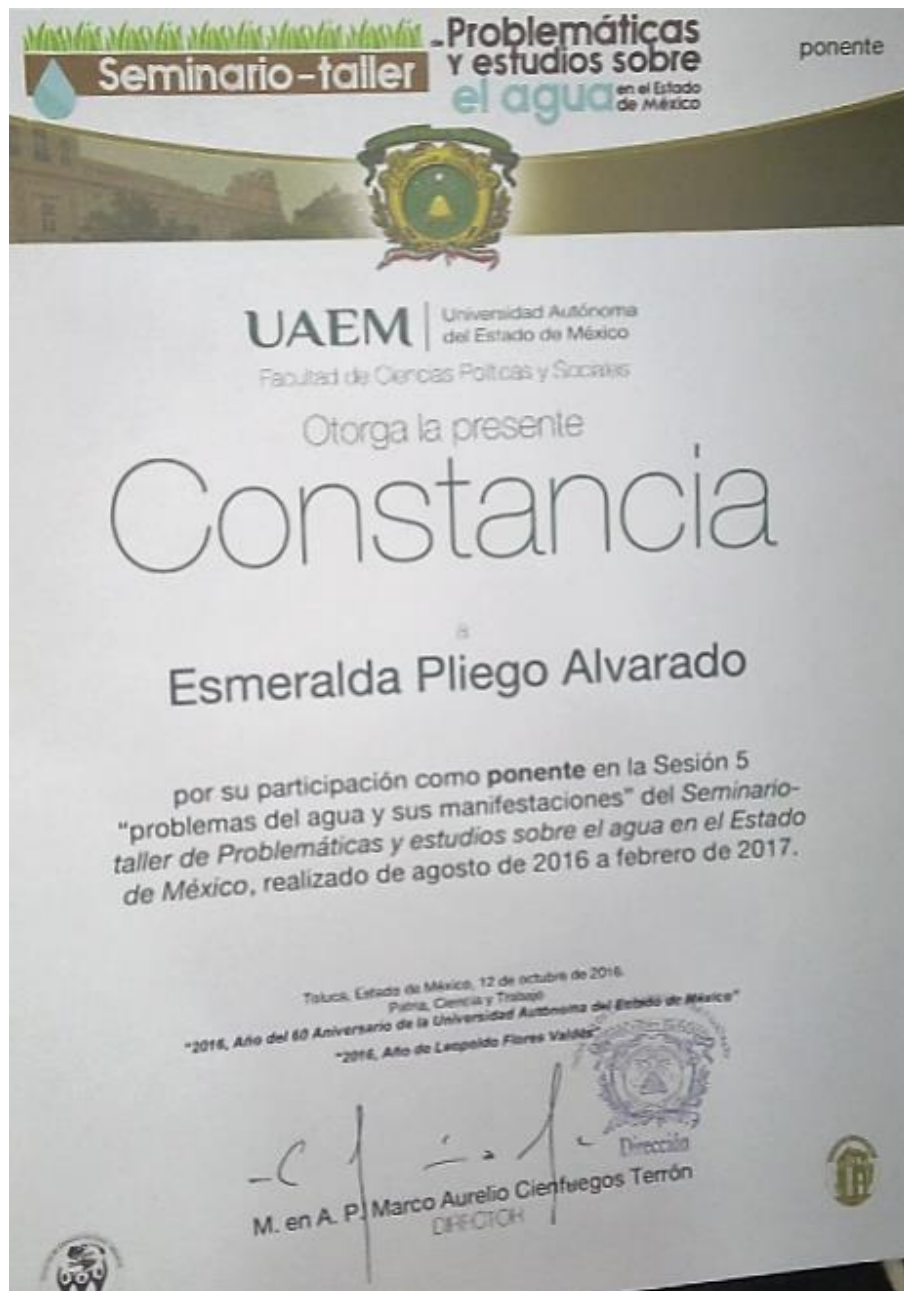 Seminario-taller
de Problemáticas
y estudios sobre
el agua en el Estado
de México
ponente
UAEM
Universidad Autónoma
del Estado de México
Facultad de Ciencias Políticas y Sociales
Otorga la presente
Constancia
a
Esmeralda Pliego Alvarado
por su participación como ponente en la Sesión 5
"problemas del agua y sus manifestaciones" del Seminario-
taller de Problemáticas y estudios sobre el agua en el Estado
de México, realizado de agosto de 2016 a febrero de 2017.
Toluca, Estado de México, 12 de octubre de 2016.
Patria, Ciencia y Trabajo
"2016, Año del 60 Aniversario de la Universidad Autónoma del Estado de México"
"2016, Año de Leopoldo Flores Valdés"
Dirección
M. en A. P. Marco Aurelio Cienfuegos Terrón
DIRECTOR